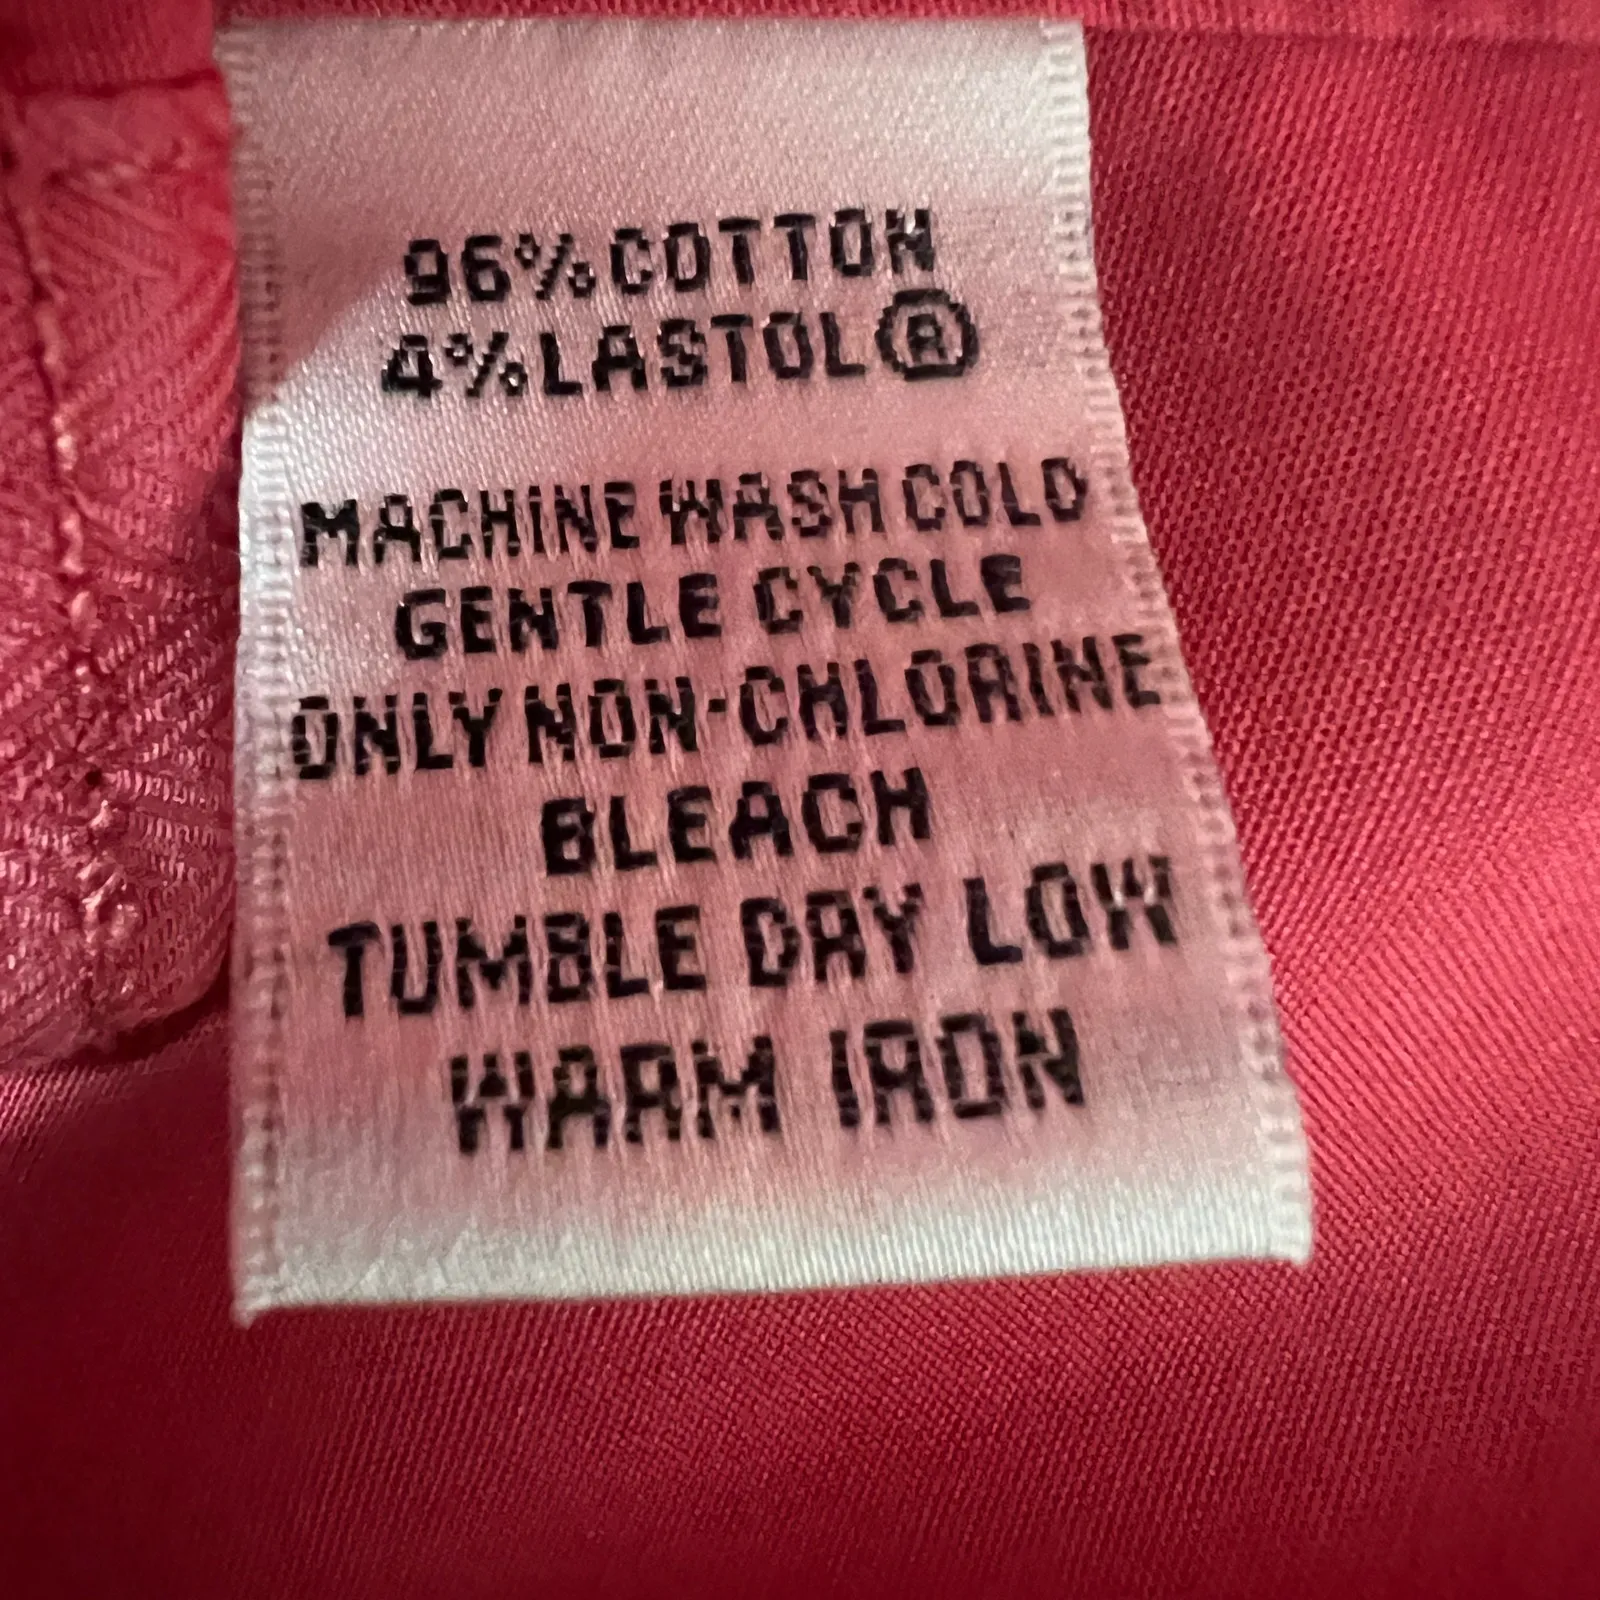 96% COTTON
4% LASTOL®
MACHINE WASH COLD
GENTLE CYCLE
ONLY NON-CHLORINE
BLEACH
TUMBLE DRY LOW
WARM IRON